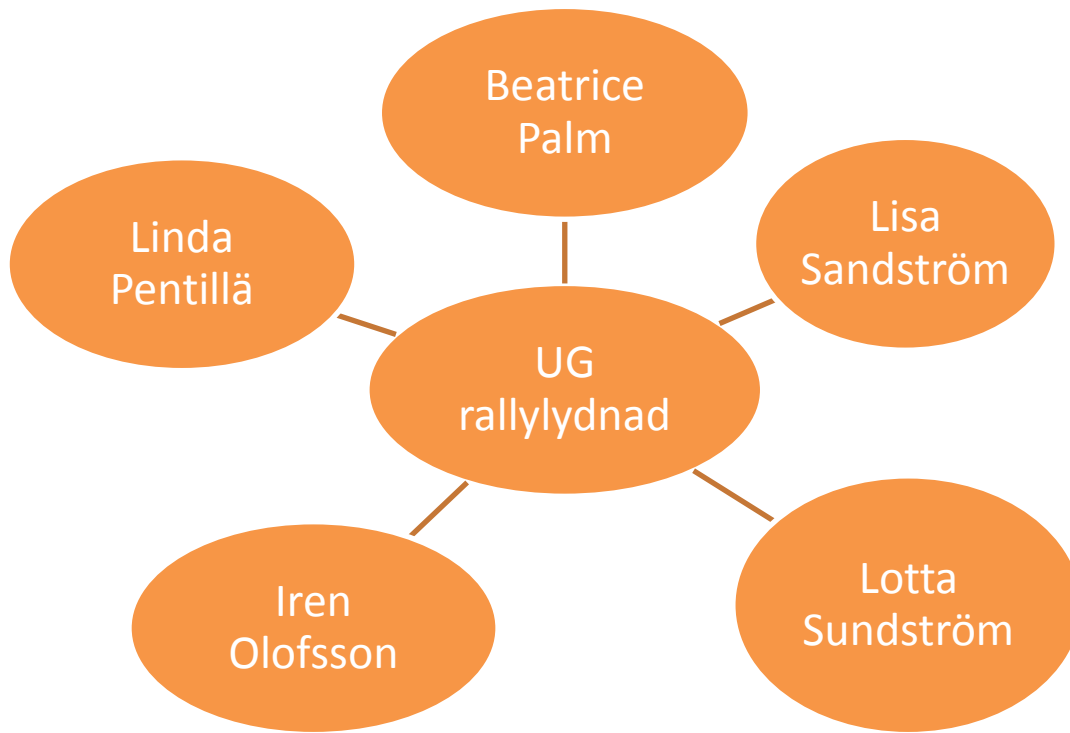 Beatrice
Palm
Lisa
Sandström
Linda
Pentillä
UG
rallylydnad
Lotta
Sundström
Iren
Olofsson